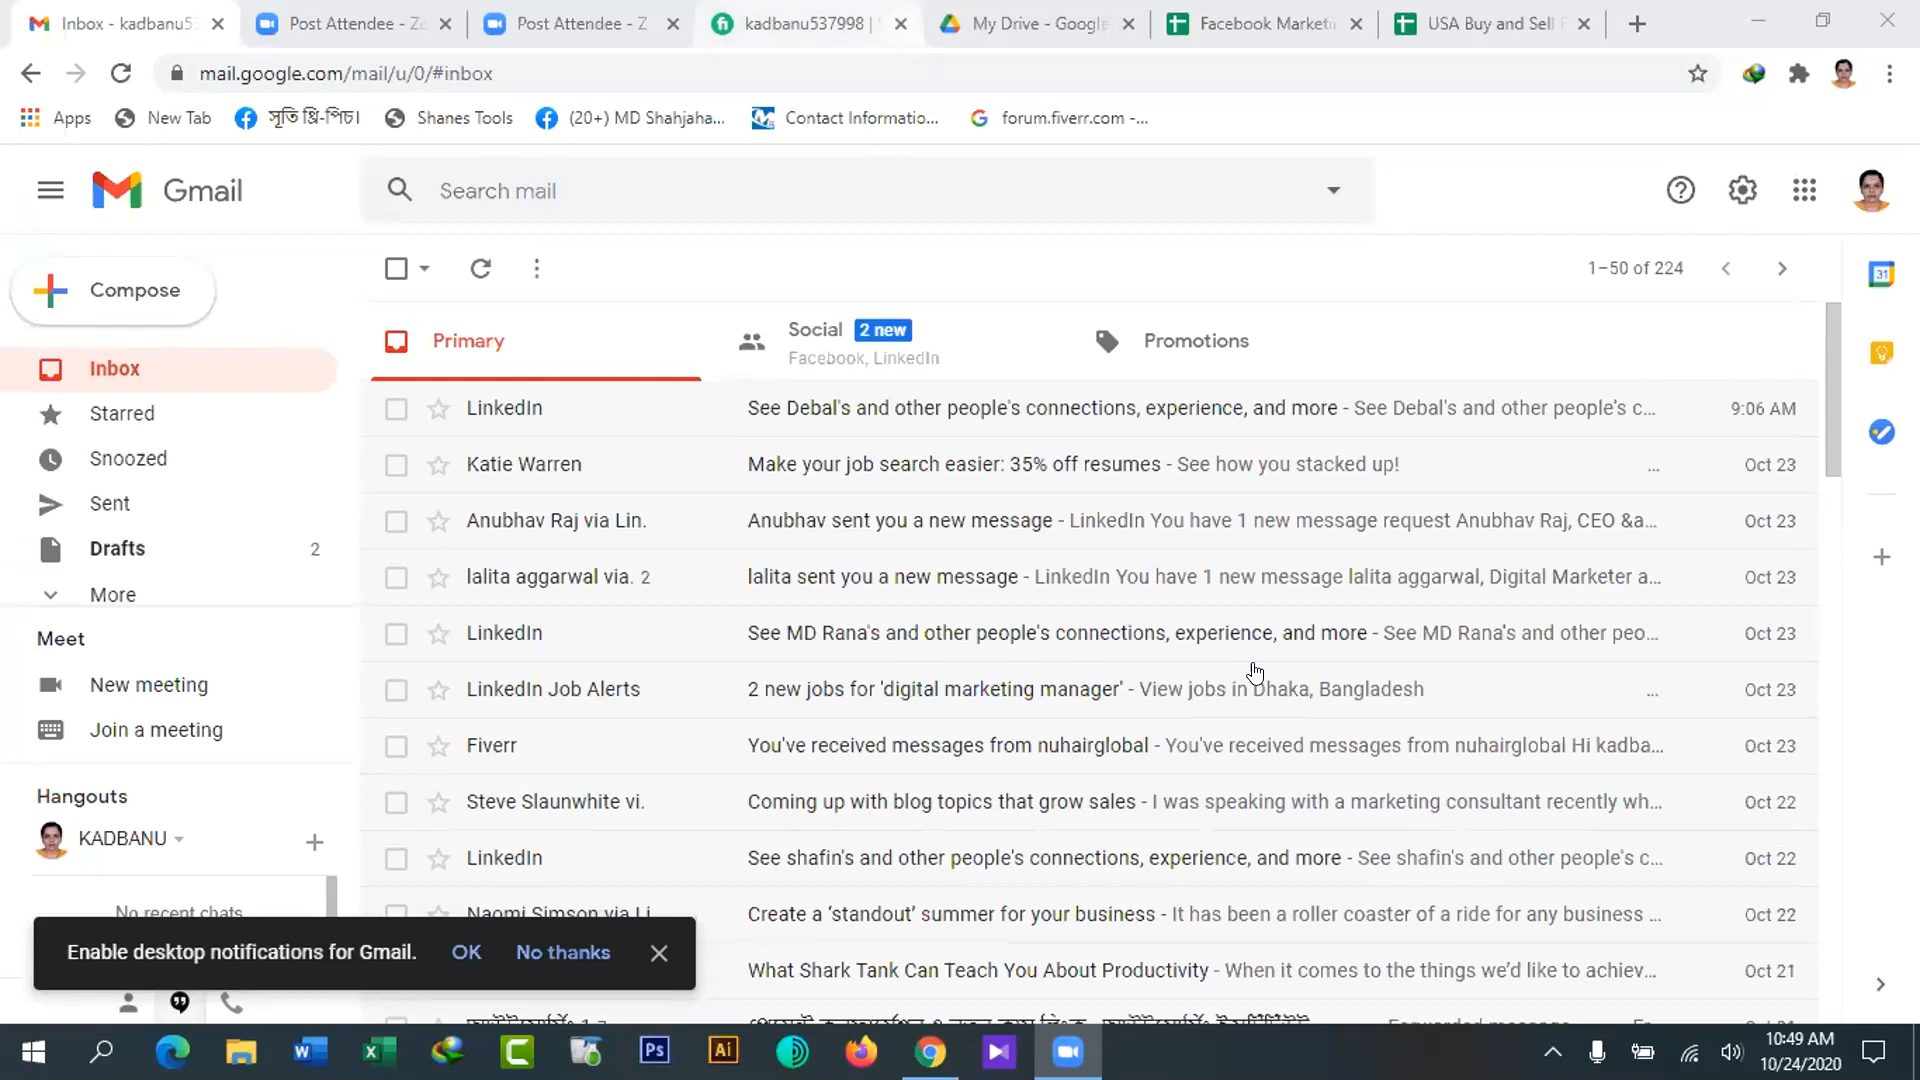 Inbox - kadbanu53
Post Attendee - Zo
Post Attendee - Z
kadbanu537998 |
My Drive - Google
Facebook Marketi
USA Buy and Sell F
mail.google.com/mail/u/0/#inbox
Apps
New Tab
সূতি থ্রি-পিচ।
Shanes Tools
(20+) MD Shahjaha...
Contact Informatio...
forum.fiverr.com -...
Gmail
Search mail
Compose
1–50 of 224
31
Primary
Social 2 new
Facebook, LinkedIn
Promotions
Inbox
Starred
Snoozed
Sent
Drafts 2
More
LinkedIn See Debal's and other people's connections, experience, and more - See Debal's and other people's c... 9:06 AM
Katie Warren Make your job search easier: 35% off resumes - See how you stacked up! ... Oct 23
Anubhav Raj via Lin. Anubhav sent you a new message - LinkedIn You have 1 new message request Anubhav Raj, CEO &a... Oct 23
lalita aggarwal via. 2 lalita sent you a new message - LinkedIn You have 1 new message lalita aggarwal, Digital Marketer a... Oct 23
LinkedIn See MD Rana's and other people's connections, experience, and more - See MD Rana's and other peo... Oct 23
LinkedIn Job Alerts 2 new jobs for 'digital marketing manager' - View jobs in Dhaka, Bangladesh ... Oct 23
Fiverr You've received messages from nuhairglobal - You've received messages from nuhairglobal Hi kadba... Oct 23
Steve Slaunwhite vi. Coming up with blog topics that grow sales - I was speaking with a marketing consultant recently wh... Oct 22
LinkedIn See shafin's and other people's connections, experience, and more - See shafin's and other people's c... Oct 22
Naomi Simson via Li Create a ‘standout’ summer for your business - It has been a roller coaster of a ride for any business ... Oct 22
What Shark Tank Can Teach You About Productivity - When it comes to the things we’d like to achiev... Oct 21
Forwarded message
Meet
New meeting
Join a meeting
Hangouts
KADBANU
No recent chats
Enable desktop notifications for Gmail. OK No thanks
Ps
Ai
10:49 AM
10/24/2020